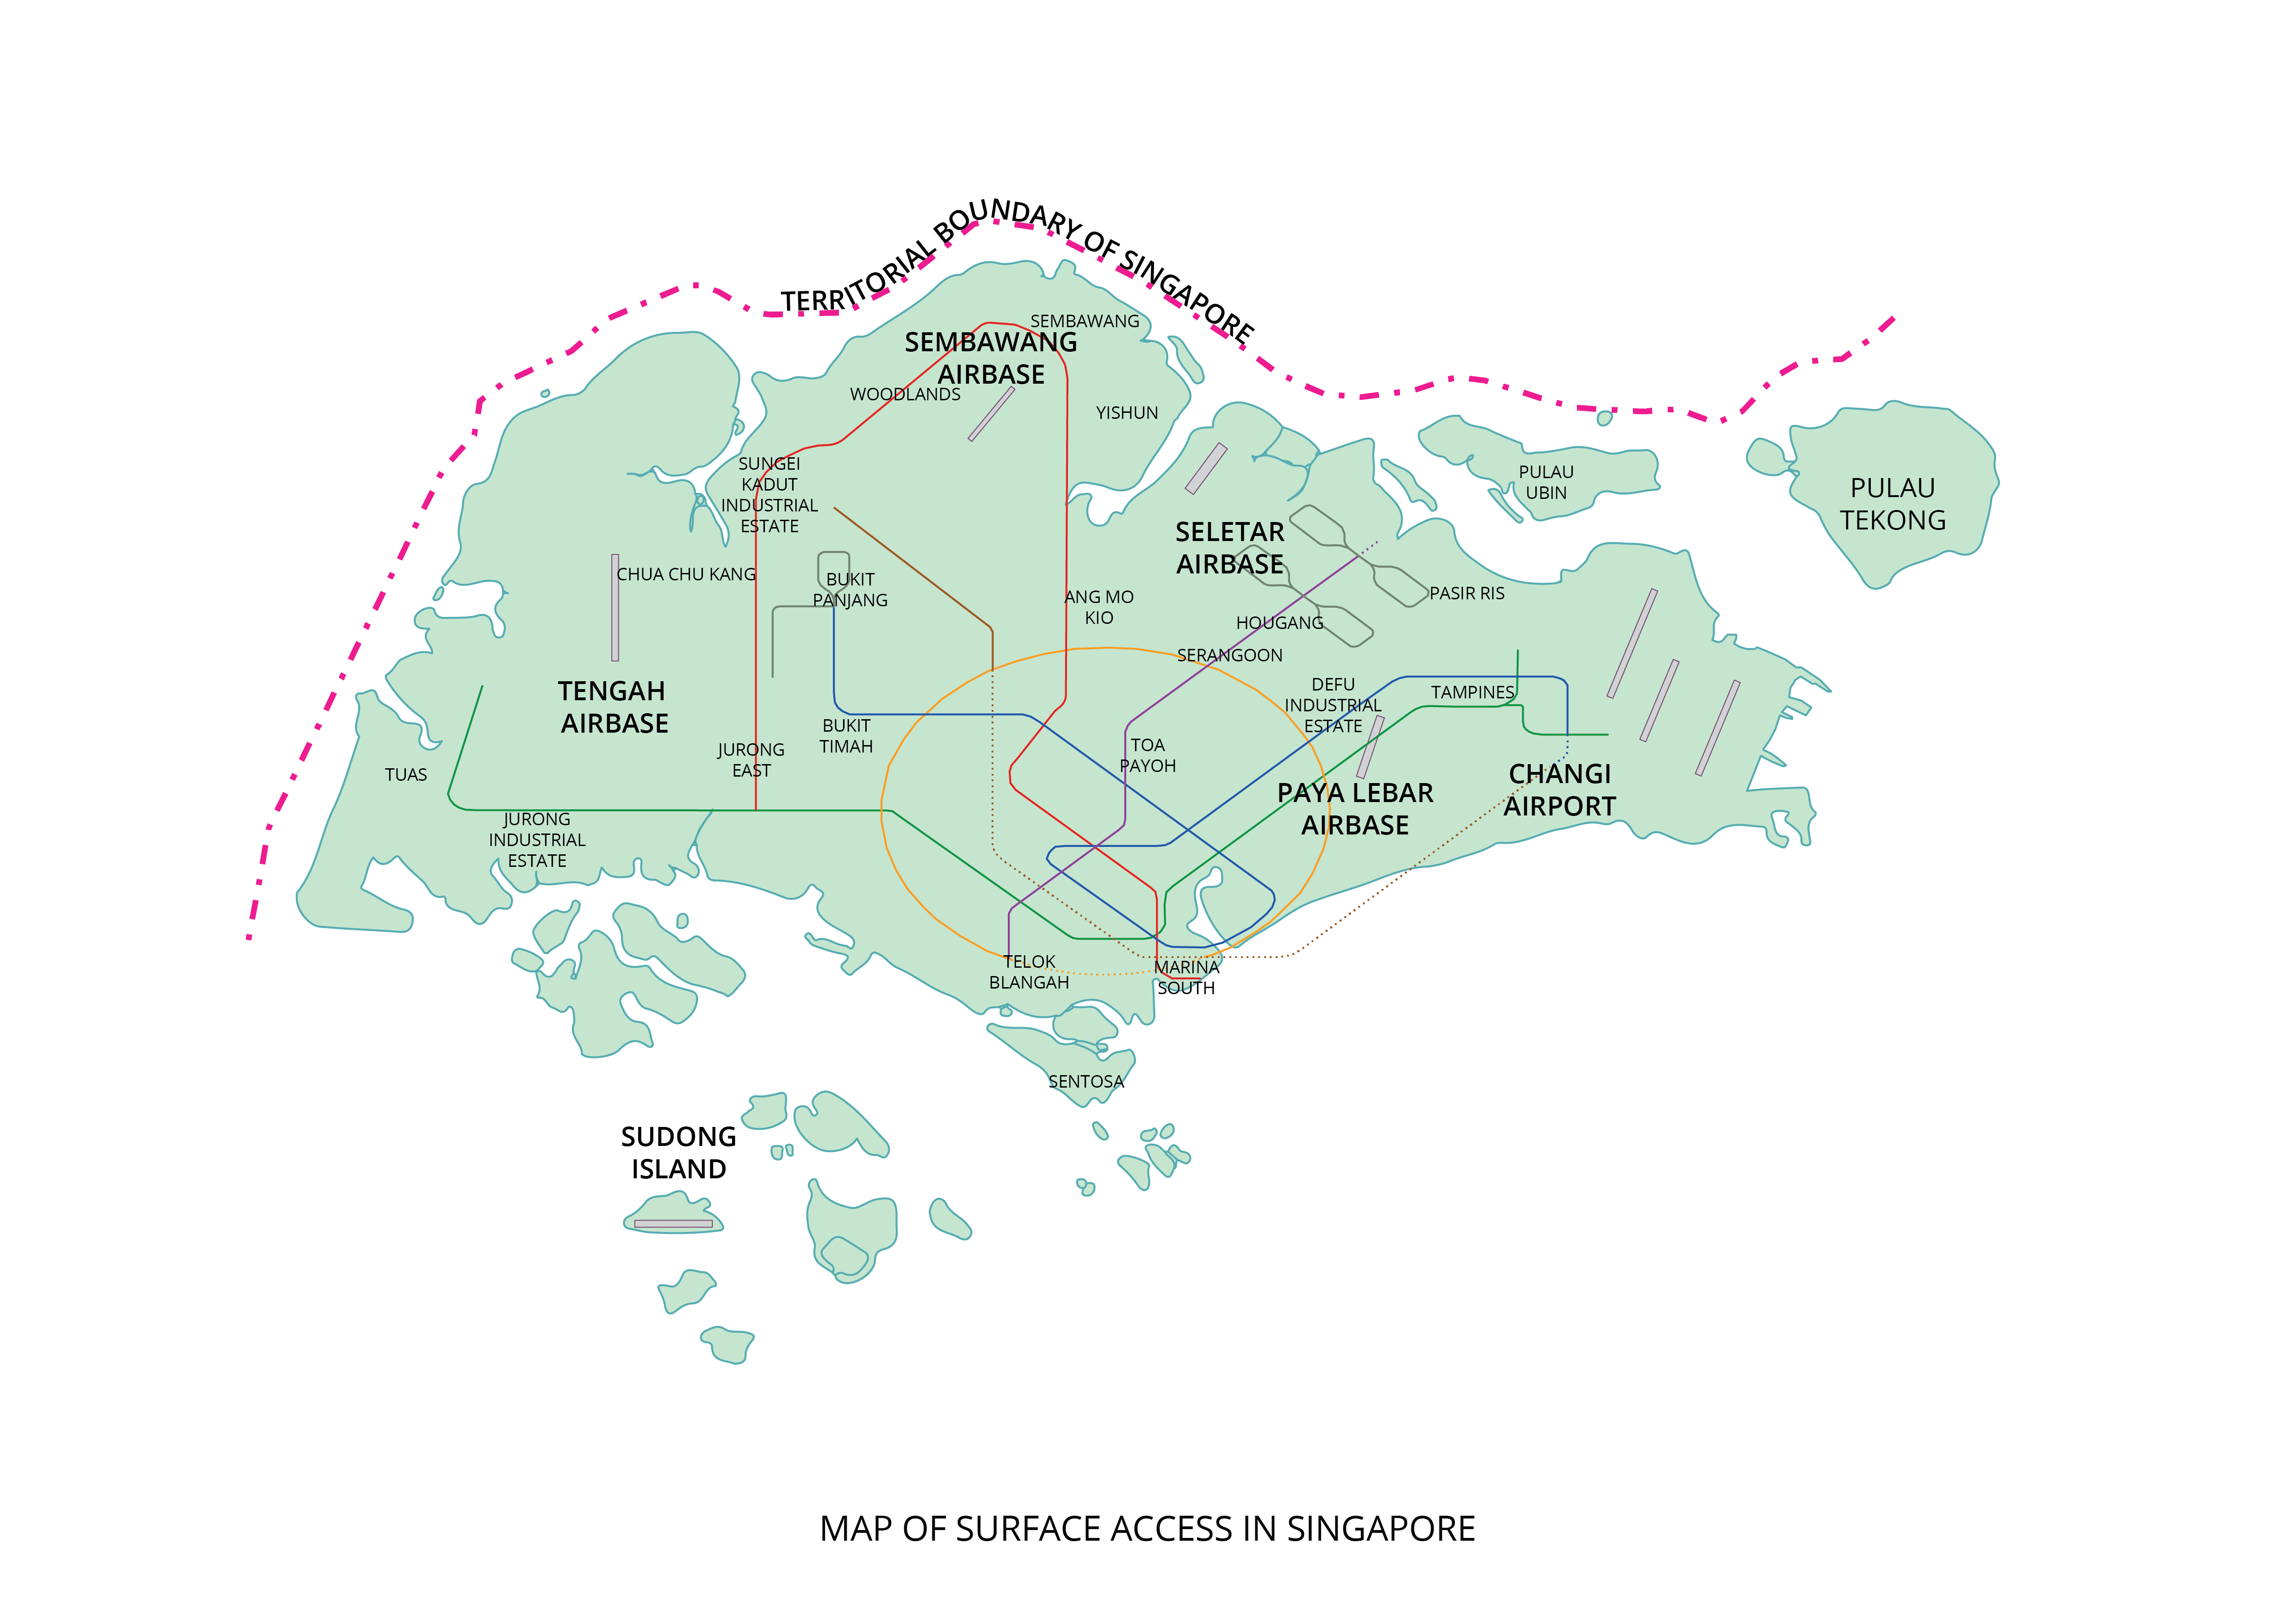 TERRITORIAL BOUNDARY OF SINGAPORE
SEMBAWANG
SEMBAWANG
AIRBASE
WOODLANDS
YISHUN
SUNGEI
KADUT
INDUSTRIAL
ESTATE
PULAU
UBIN
PULAU
TEKONG
SELETAR
AIRBASE
CHUA CHU KANG
BUKIT
PANJANG
ANG MO
KIO
PASIR RIS
HOUGANG
SERANGOON
TENGAH
AIRBASE
DEFU
INDUSTRIAL
ESTATE
TAMPINES
BUKIT
TIMAH
JURONG
EAST
TOA
PAYOH
TUAS
CHANGI
AIRPORT
PAYA LEBAR
AIRBASE
JURONG
INDUSTRIAL
ESTATE
TELOK
BLANGAH
MARINA
SOUTH
SENTOSA
SUDONG
ISLAND
MAP OF SURFACE ACCESS IN SINGAPORE